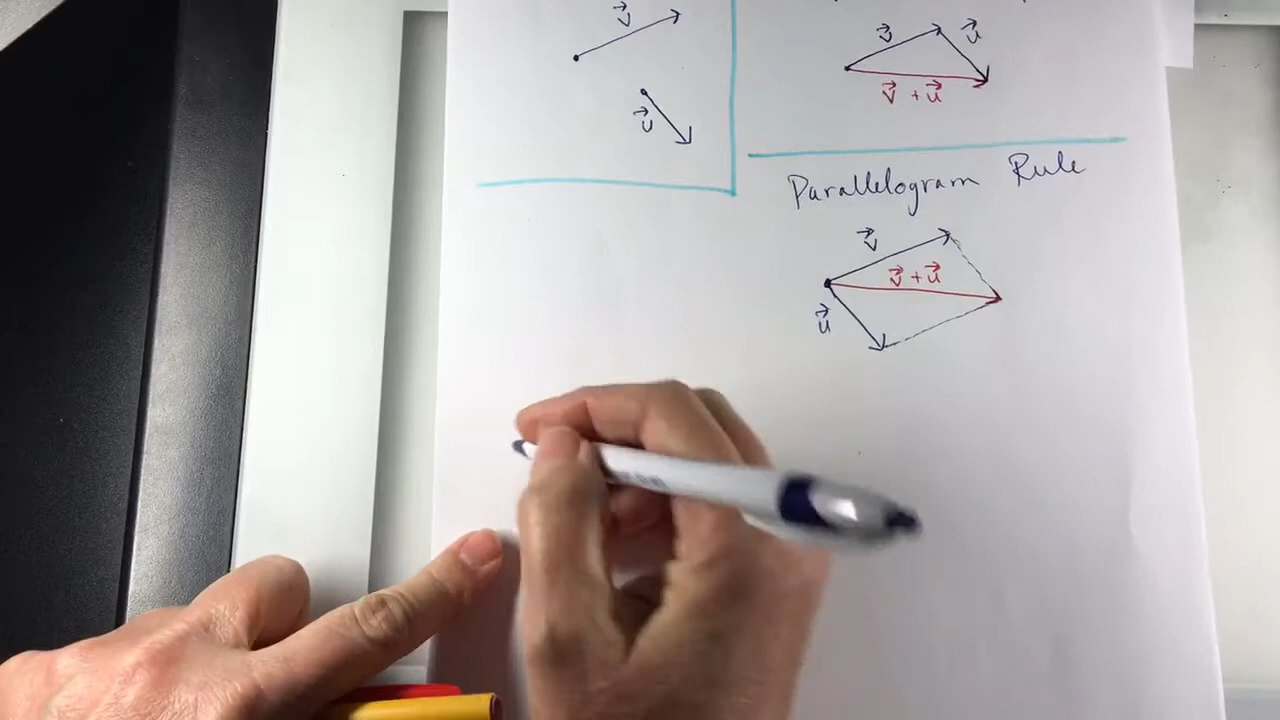 v⃗
u⃗
v⃗ u⃗
v⃗ + u⃗
Parallelogram Rule
v⃗
v⃗ + u⃗
u⃗